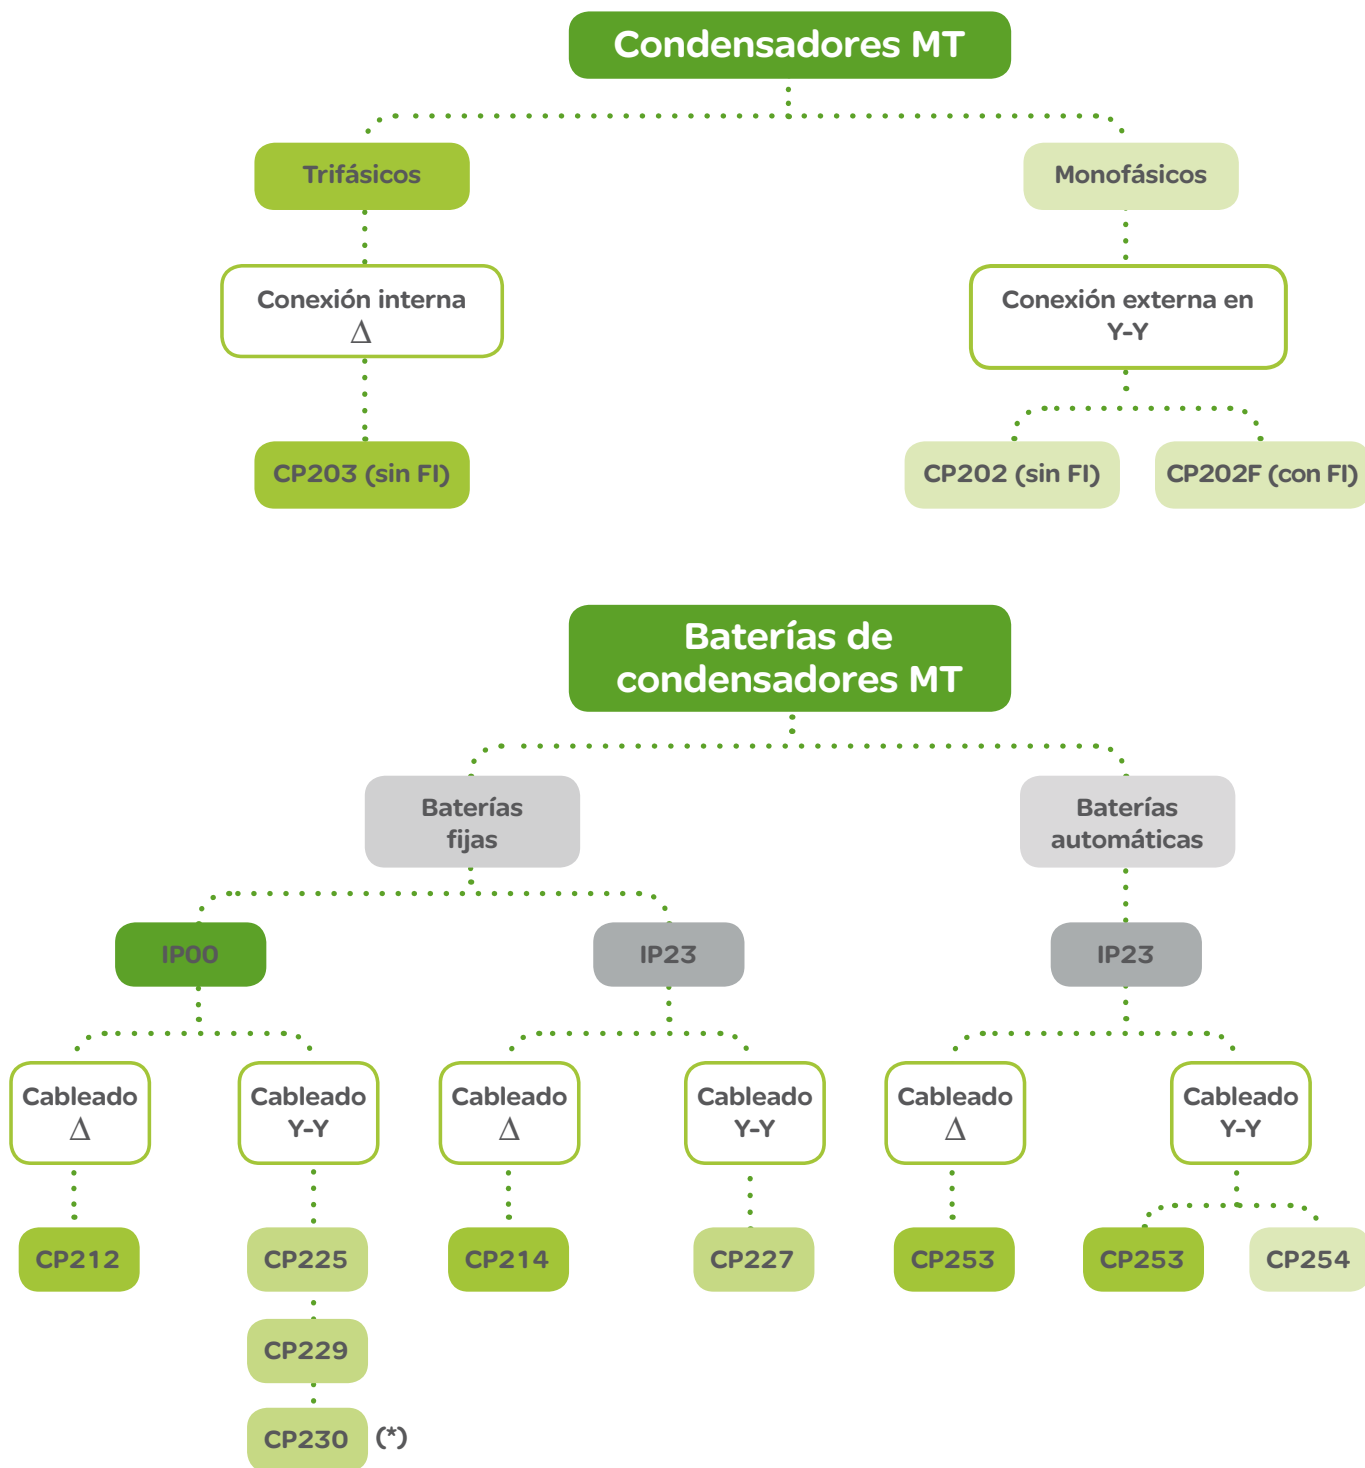 Condensadores MT
Trifásicos
Monofásicos
Conexión interna
Δ
Conexión externa en
Y-Y
CP203 (sin FI)
CP202 (sin FI)
CP202F (con FI)
Baterías de
condensadores MT
Baterías
fijas
Baterías
automáticas
IP00
IP23
IP23
Cableado
Δ
Cableado
Y-Y
Cableado
Δ
Cableado
Y-Y
Cableado
Δ
Cableado
Y-Y
CP212
CP225
CP214
CP227
CP253
CP253
CP254
CP229
CP230 (*)